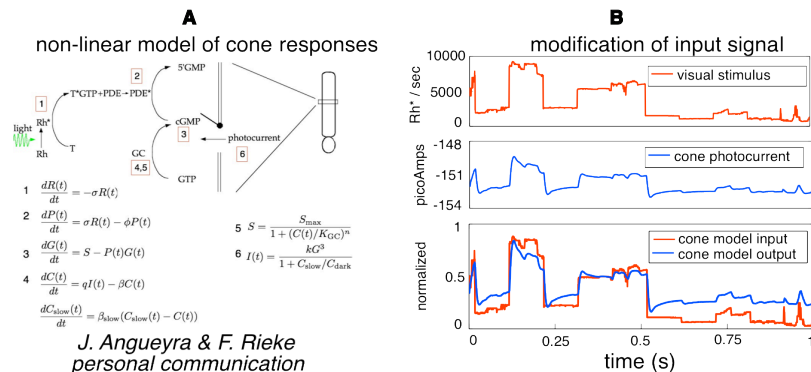 A
non-linear model of cone responses
2
5'GMP
1
T*GTP+PDE→PDE*
light
Rh*
cGMP
3
photocurrent
6
Rh
T
GC
4,5
GTP
1 dR(t)/dt = −σR(t)
2 dP(t)/dt = σR(t) − ϕP(t)
3 dG(t)/dt = S − P(t)G(t)
4 dC(t)/dt = qI(t) − βC(t)
dC_slow(t)/dt = β_slow(C_slow(t) − C(t))
5 S = S_max/1 + (C(t)/K_GC)^n
6 I(t) = kG^3/1 + C_slow/C_dark
J. Angueyra & F. Rieke
personal communication
B
modification of input signal
Rh* / sec
10000
5000
0
visual stimulus
picoAmps
-148
-151
-154
cone photocurrent
normalized
1
0.5
0
cone model input
cone model output
0 0.25 0.5 0.75 1
time (s)